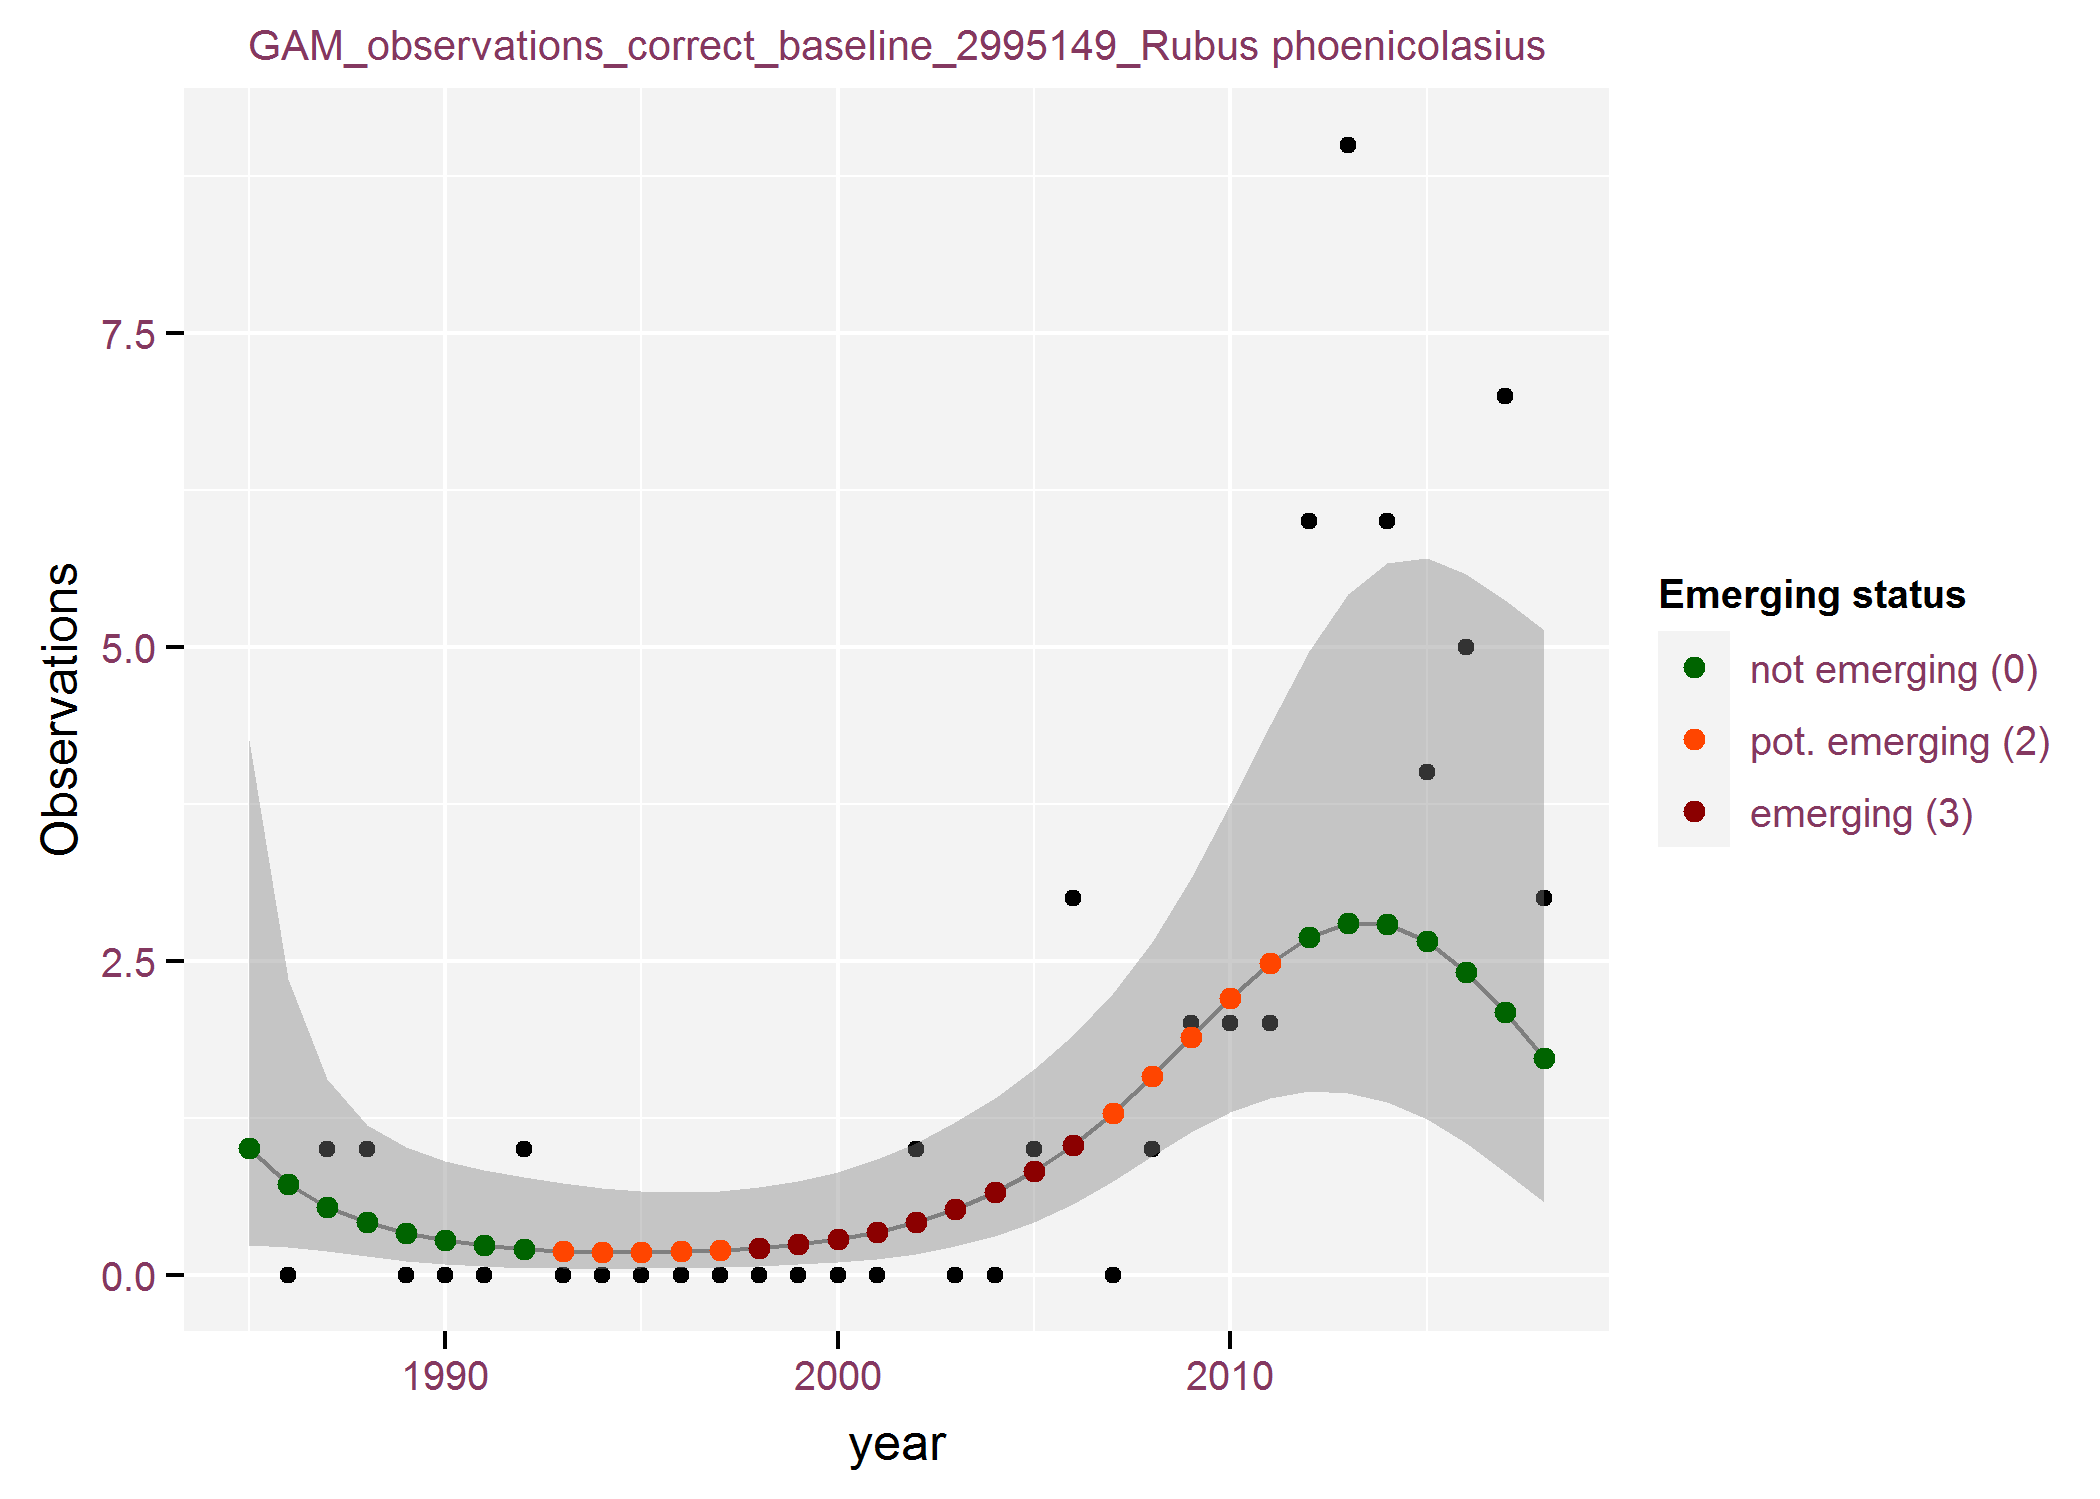 GAM_observations_correct_baseline_2995149_Rubus phoenicolasius
Observations
7.5
5.0
2.5
0.0
1990
2000
2010
year
Emerging status
not emerging (0)
pot. emerging (2)
emerging (3)